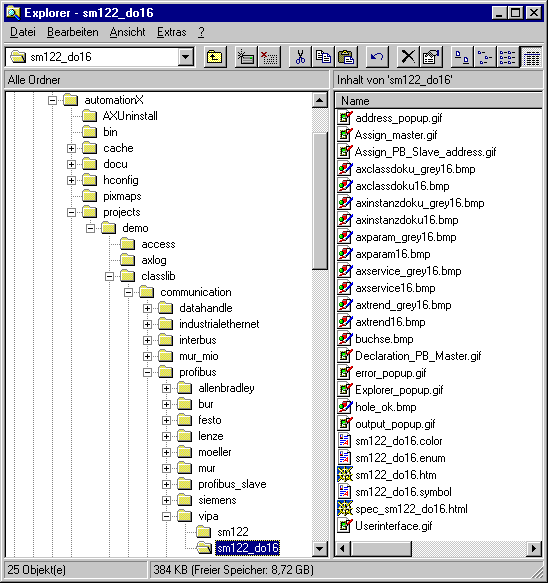 Explorer - sm122_do16
Datei Bearbeiten Ansicht Extras ?
sm122_do16
Alle Ordner
Inhalt von 'sm122_do16'
automationX
AXUninstall
bin
cache
docu
hconfig
pixmaps
projects
demo
access
axlog
classlib
communication
datahandle
industrialethernet
interbus
mur_mio
profibus
allenbradley
bur
festo
lenze
moeller
mur
profibus_slave
siemens
vipa
sm122
sm122_do16
Name
address_popup.gif
Assign_master.gif
Assign_PB_Slave_address.gif
axclassdoku_grey16.bmp
axclassdoku16.bmp
axinstanzdoku_grey16.bmp
axinstanzdoku16.bmp
axparam_grey16.bmp
axparam16.bmp
axservice_grey16.bmp
axservice16.bmp
axtrend_grey16.bmp
axtrend16.bmp
buchse.bmp
Declaration_PB_Master.gif
error_popup.gif
Explorer_popup.gif
hole_ok.bmp
output_popup.gif
sm122_do16.color
sm122_do16.enum
sm122_do16.htm
sm122_do16.symbol
spec_sm122_do16.html
Userinterface.gif
25 Objekt(e)
384 KB (Freier Speicher: 8,72 GB)